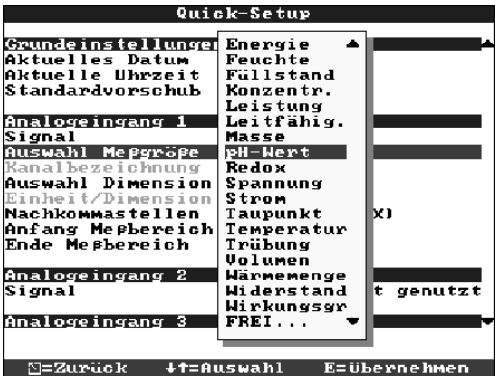 Quick-Setup
Grundeinstellungen
Aktuelles Datum
Aktuelle Uhrzeit
Standardvorschub
Analogeingang 1
Signal
Auswahl Meßgröße
Kanalbezeichnung
Auswahl Dimension
Einheit/Dimension
Nachkommastellen X)
Anfang Meßbereich
Ende Meßbereich
Analogeingang 2
Signal t genutzt
Analogeingang 3
Energie
Feuchte
Füllstand
Konzentr.
Leistung
Leitfähig.
Masse
pH-Wert
Redox
Spannung
Strom
Taupunkt
Temperatur
Trübung
Volumen
Wärmemenge
Widerstand
Wirkungsgr
FREI...
=Zurück ↓↑=Auswahl E=Übernehmen